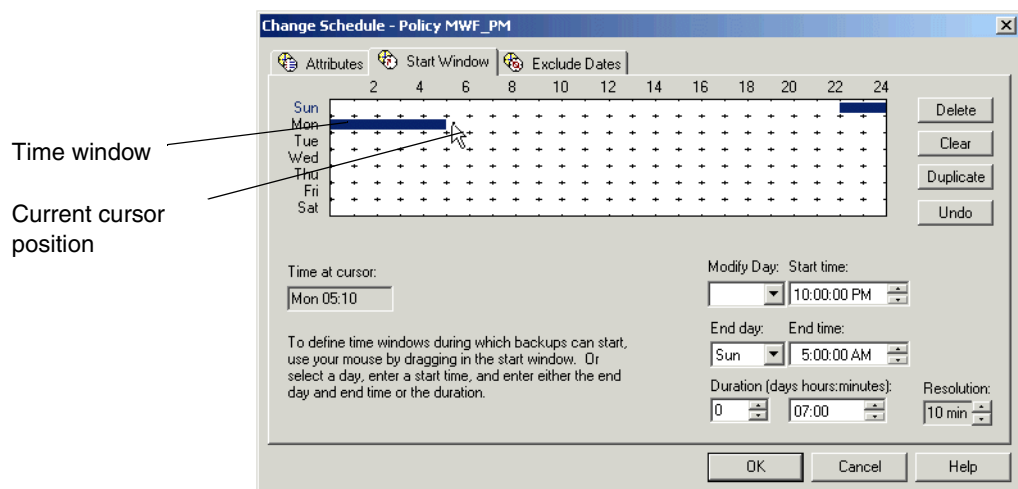 Change Schedule - Policy MWF_PM
Attributes Start Window Exclude Dates
2 4 6 8 10 12 14 16 18 20 22 24
Sun
Mon
Tue
Wed
Thu
Fri
Sat
Delete
Clear
Duplicate
Undo
Time window
Current cursor
position
Time at cursor:
Mon 05:10
To define time windows during which backups can start,
use your mouse by dragging in the start window. Or
select a day, enter a start time, and enter either the end
day and end time or the duration.
Modify Day: Start time:
10:00:00 PM
End day: End time:
Sun 5:00:00 AM
Duration (days hours:minutes): Resolution:
0 07:00 10 min
OK Cancel Help